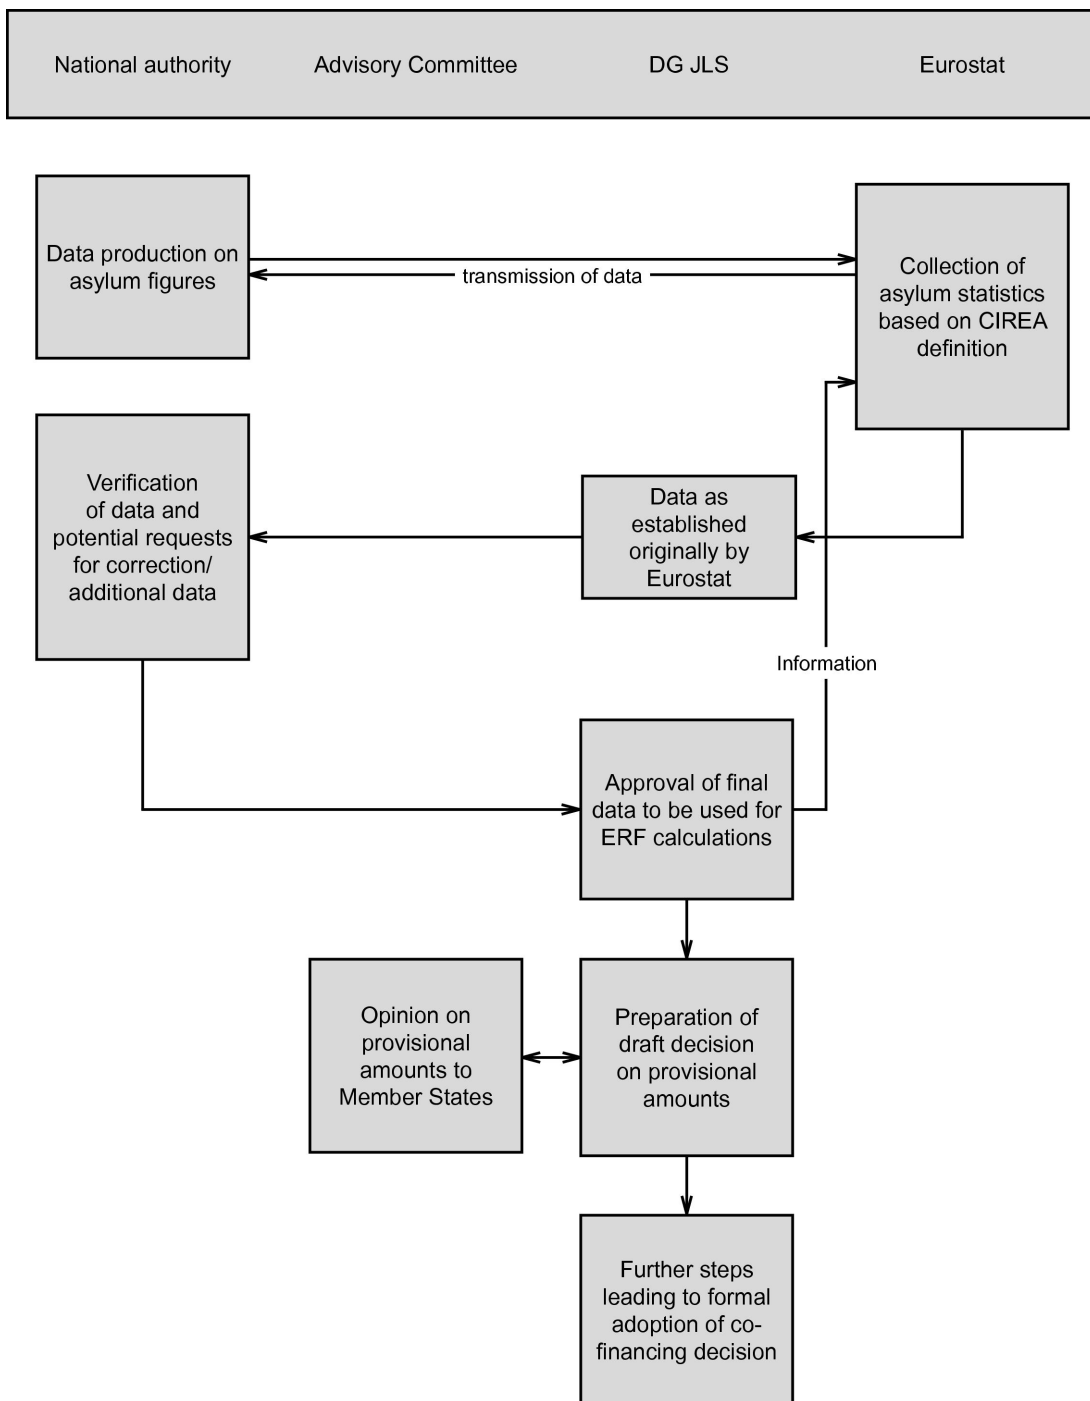 National authority
Advisory Committee
DG JLS
Eurostat
Data production on
asylum figures
transmission of data
Collection of
asylum statistics
based on CIREA
definition
Verification
of data and
potential requests
for correction/
additional data
Data as
established
originally by
Eurostat
Information
Approval of final
data to be used for
ERF calculations
Opinion on
provisional
amounts to
Member States
Preparation of
draft decision
on provisional
amounts
Further steps
leading to formal
adoption of co-
financing decision